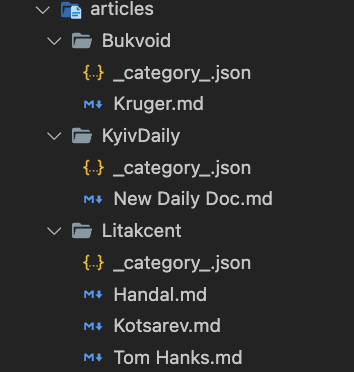 articles
Bukvoid
{..} _category_.json
Kruger.md
KyivDaily
{..} _category_.json
New Daily Doc.md
Litakcent
{..} _category_.json
Handal.md
Kotsarev.md
Tom Hanks.md